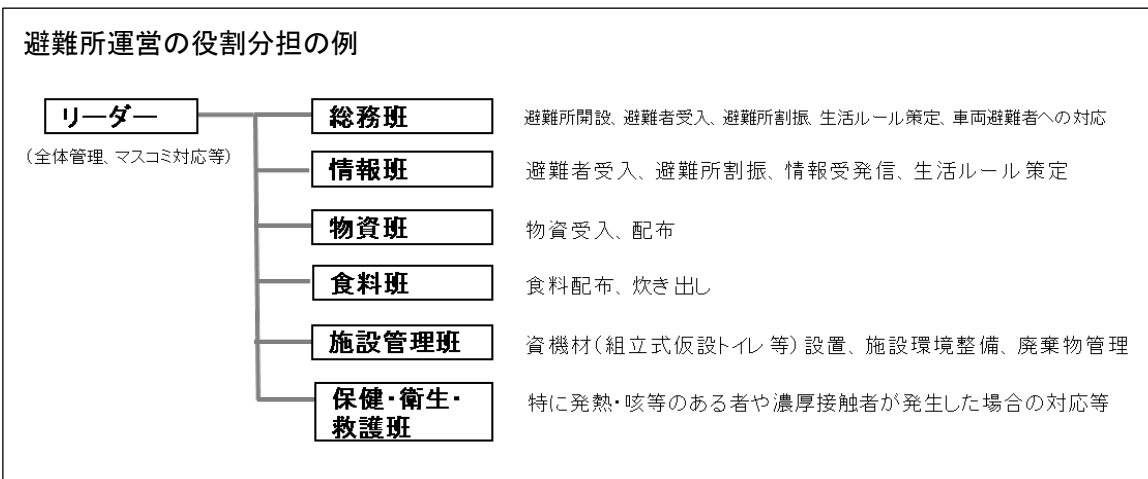 避難所運営の役割分担の例
リーダー
(全体管理、マスコミ対応等)
総務班
避難所開設、避難者受入、避難所割振、生活ルール策定、車両避難者への対応
情報班
避難者受入、避難所割振、情報受発信、生活ルール策定
物資班
物資受入、配布
食料班
食料配布、炊き出し
施設管理班
資機材(組立式仮設トイレ等)設置、施設環境整備、廃棄物管理
保健・衛生・
救護班
特に発熱・咳等のある者や濃厚接触者が発生した場合の対応等